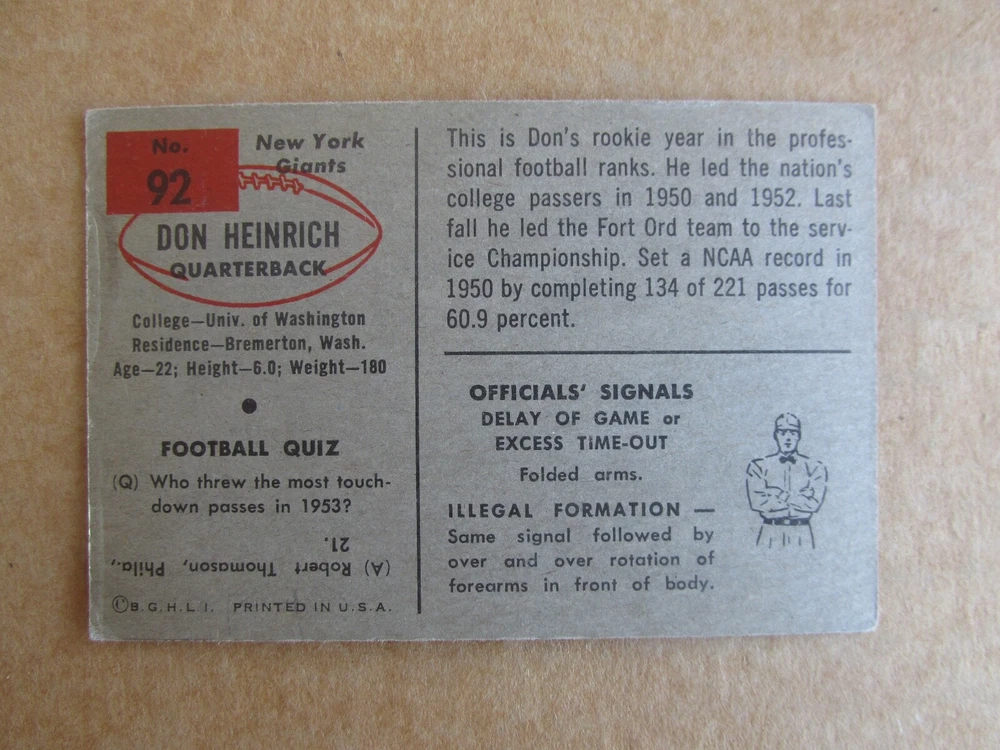 No.
92
New York
Giants
DON HEINRICH
QUARTERBACK
College—Univ. of Washington
Residence—Bremerton, Wash.
Age—22; Height—6.0; Weight—180
FOOTBALL QUIZ
(Q) Who threw the most touch-
down passes in 1953?
(A) Robert Thomason, Phila.,
21.
©B.G.H.L.I. PRINTED IN U.S.A.
This is Don's rookie year in the profes-
sional football ranks. He led the nation's
college passers in 1950 and 1952. Last
fall he led the Fort Ord team to the serv-
ice Championship. Set a NCAA record in
1950 by completing 134 of 221 passes for
60.9 percent.
OFFICIALS' SIGNALS
DELAY OF GAME or
EXCESS TIME-OUT
Folded arms.
ILLEGAL FORMATION —
Same signal followed by
over and over rotation of
forearms in front of body.